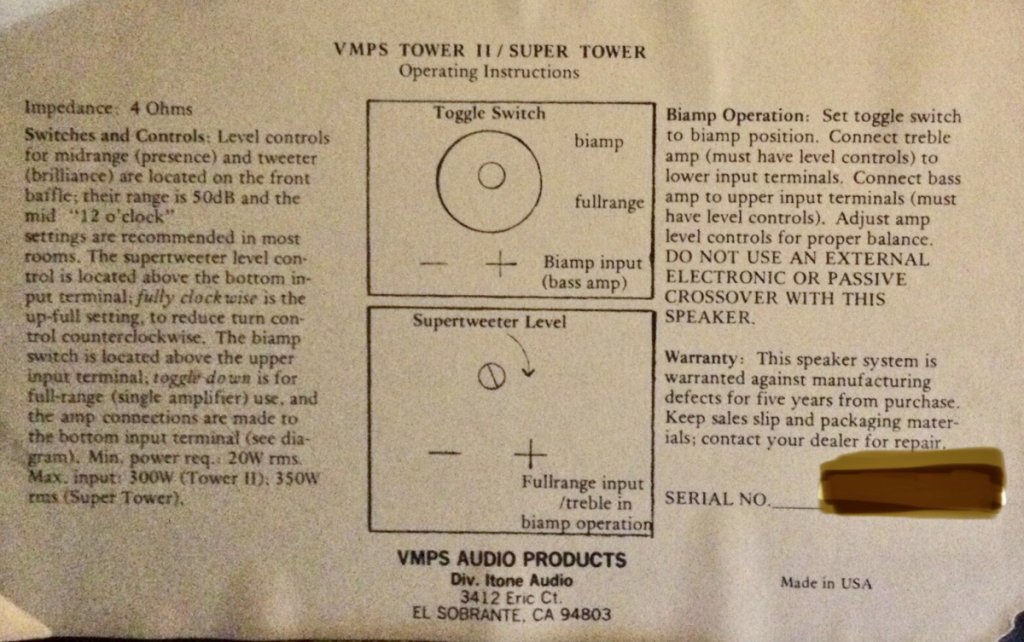 VMPS TOWER II / SUPER TOWER
Operating Instructions
Impedance: 4 Ohms
Switches and Controls: Level controls
for midrange (presence) and tweeter
(brilliance) are located on the front
baffle; their range is 50dB and the
mid "12 o'clock"
settings are recommended in most
rooms. The supertweeter level con-
trol is located above the bottom in-
put terminal; fully clockwise is the
up-full setting, to reduce turn con-
trol counterclockwise. The biamp
switch is located above the upper
input terminal; toggle down is for
full-range (single amplifier) use, and
the amp connections are made to
the bottom input terminal (see dia-
gram). Min. power req.: 20W rms.
Max. input: 300W (Tower II); 350W
rms (Super Tower).
Toggle Switch
biamp
fullrange
− +
Biamp input
(bass amp)
Supertweeter Level
− +
Fullrange input
/treble in
biamp operation
Biamp Operation: Set toggle switch
to biamp position. Connect treble
amp (must have level controls) to
lower input terminals. Connect bass
amp to upper input terminals (must
have level controls). Adjust amp
level controls for proper balance.
DO NOT USE AN EXTERNAL
ELECTRONIC OR PASSIVE
CROSSOVER WITH THIS
SPEAKER.
Warranty: This speaker system is
warranted against manufacturing
defects for five years from purchase.
Keep sales slip and packaging mater-
ials; contact your dealer for repair.
SERIAL NO.
VMPS AUDIO PRODUCTS
Div. Itone Audio
3412 Eric Ct.
EL SOBRANTE, CA 94803
Made in USA